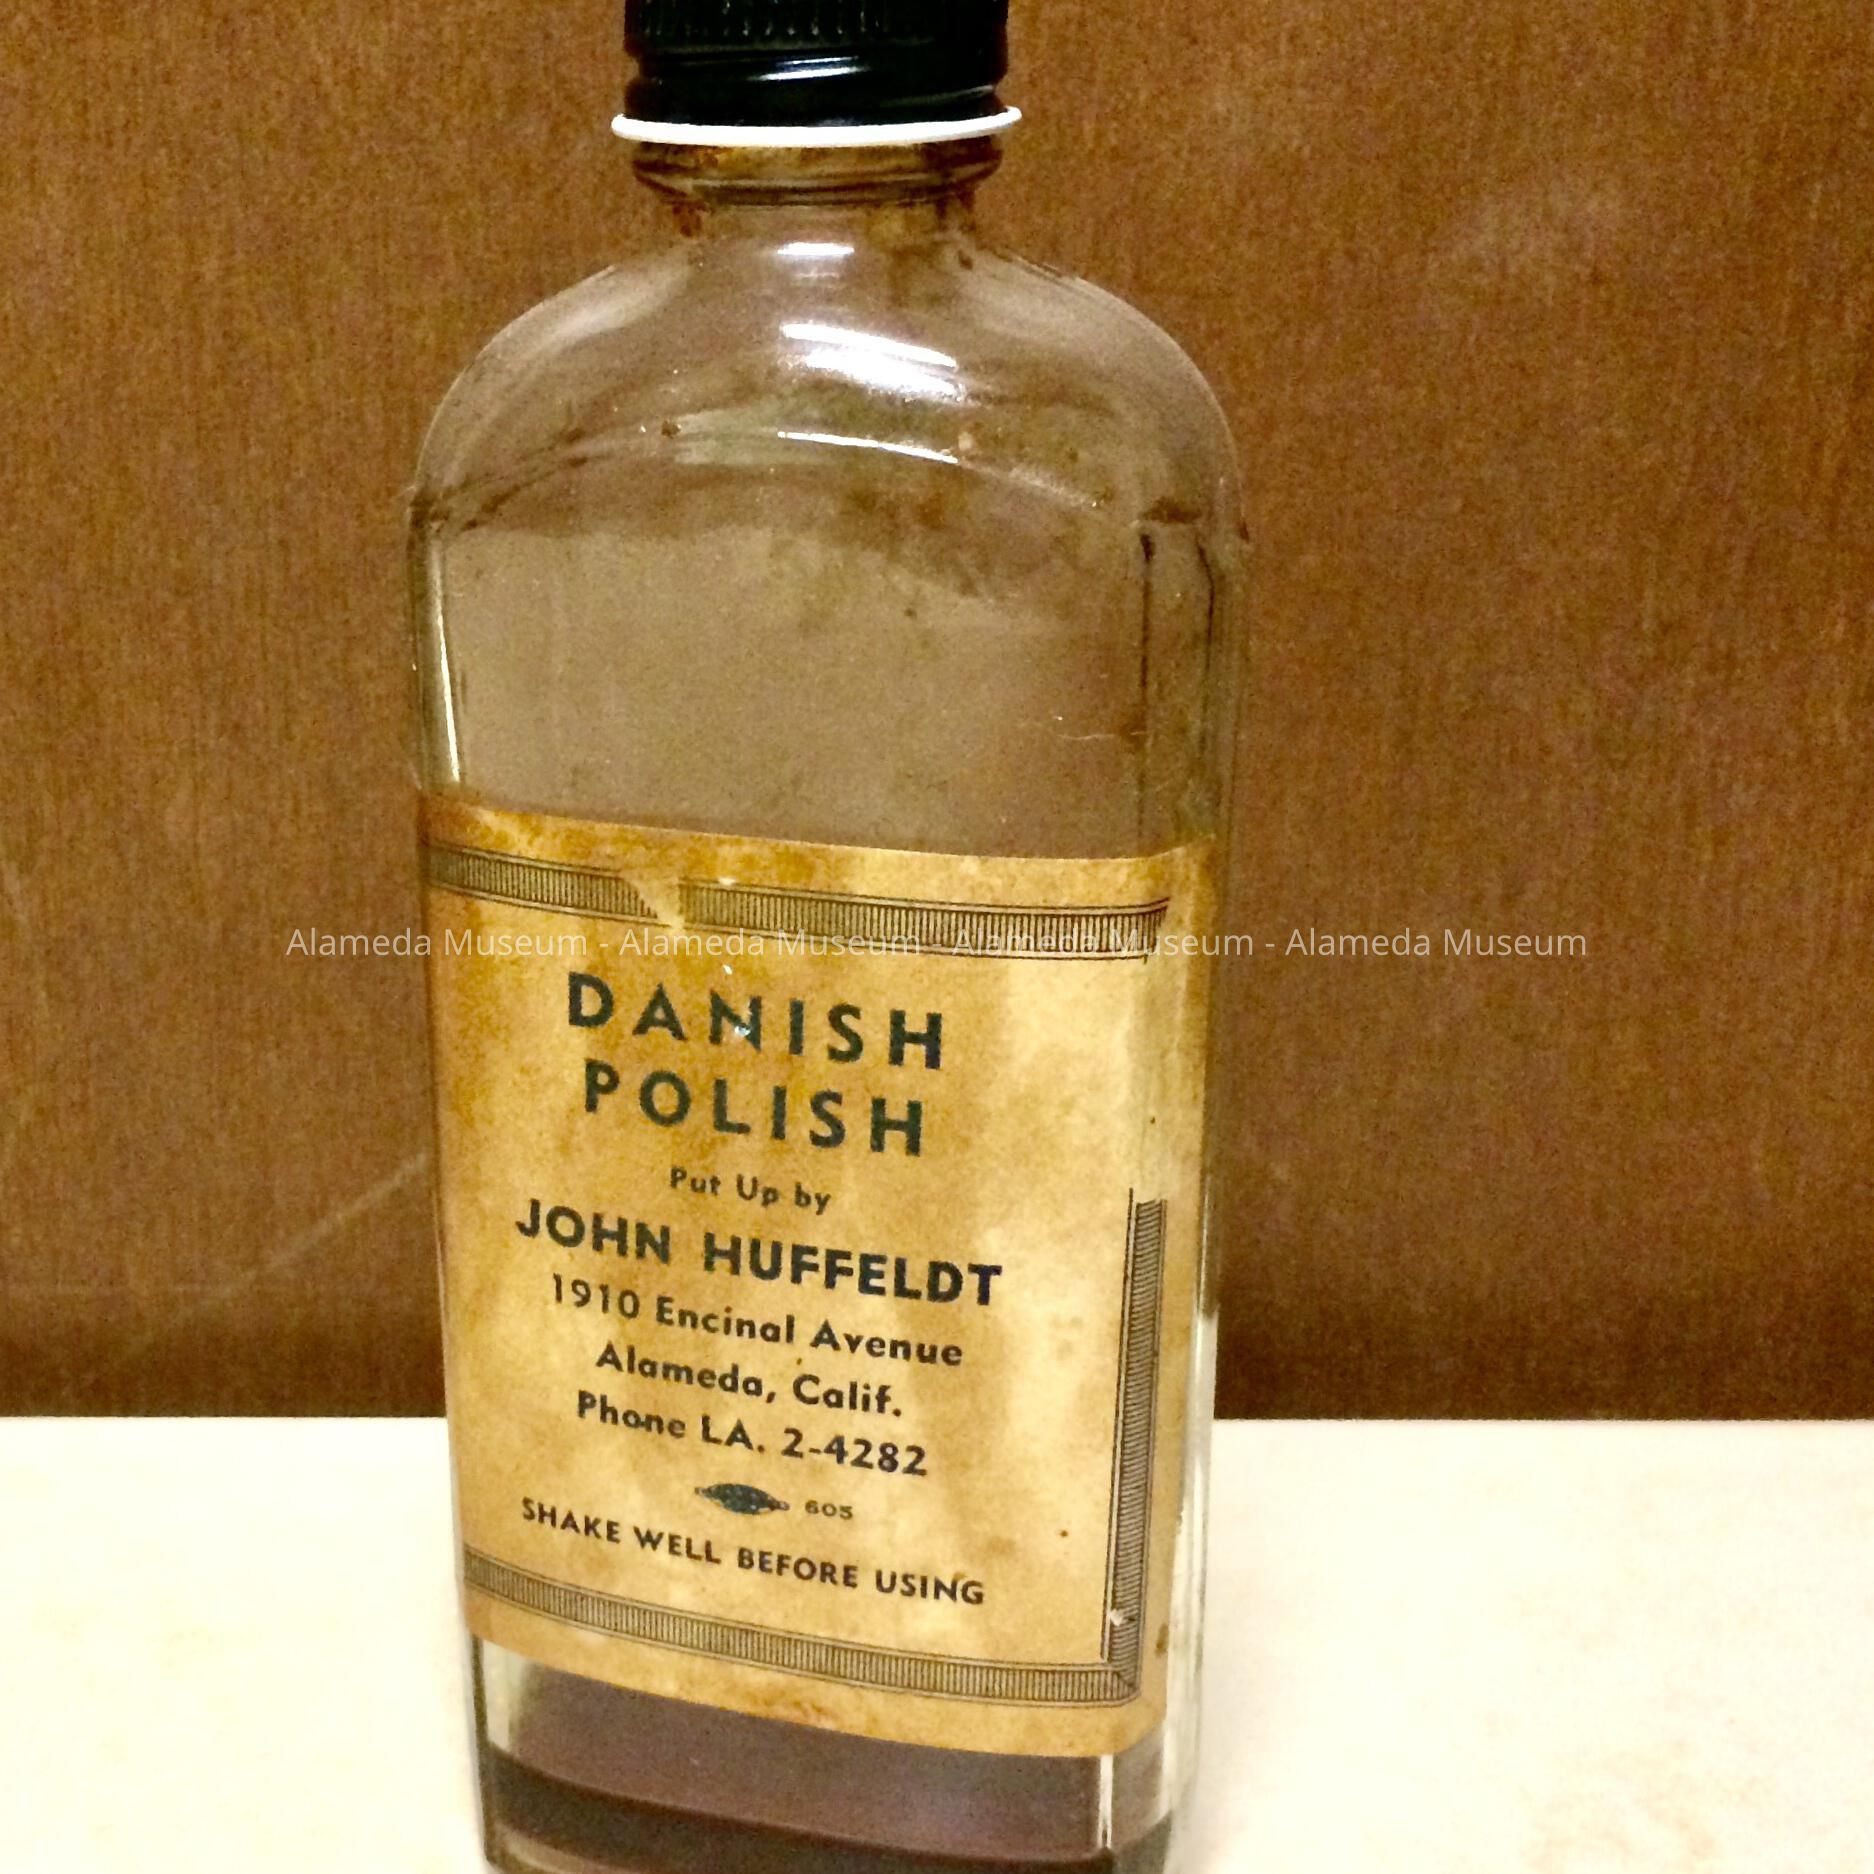 Alameda Museum - Alameda Museum - Alameda Museum - Alameda Museum
DANISH
POLISH
Put Up by
JOHN HUFFELDT
1910 Encinal Avenue
Alameda, Calif.
Phone LA. 2-4282
605
SHAKE WELL BEFORE USING